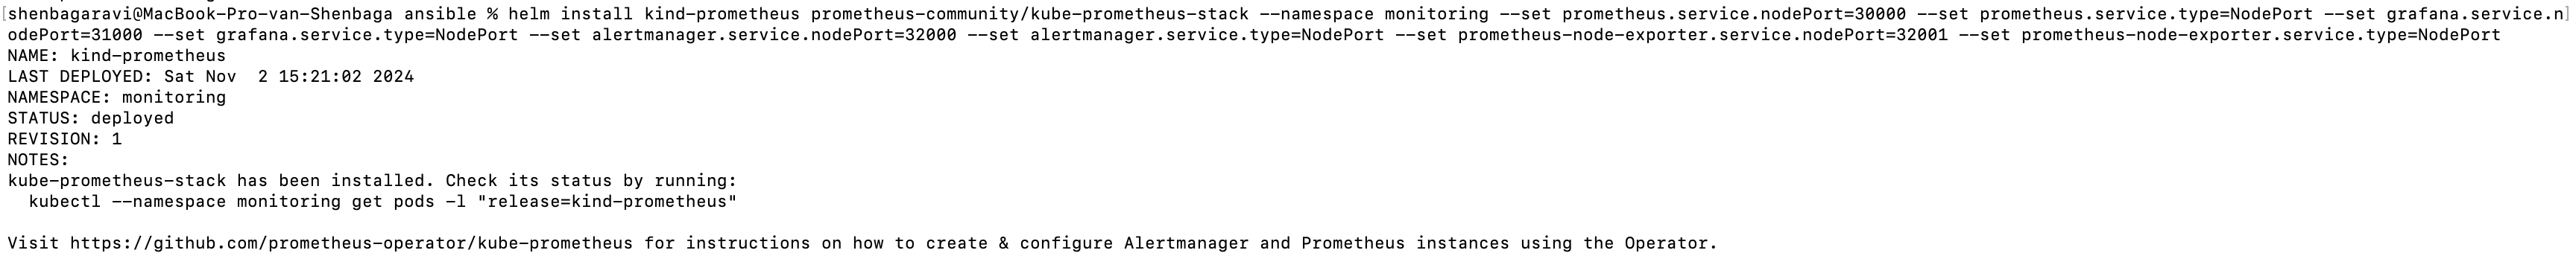 [shenbagaravi@MacBook-Pro-van-Shenbaga ansible % helm install kind-prometheus prometheus-community/kube-prometheus-stack --namespace monitoring --set prometheus.service.nodePort=30000 --set prometheus.service.type=NodePort --set grafana.service.n]
odePort=31000 --set grafana.service.type=NodePort --set alertmanager.service.nodePort=32000 --set alertmanager.service.type=NodePort --set prometheus-node-exporter.service.nodePort=32001 --set prometheus-node-exporter.service.type=NodePort
NAME: kind-prometheus
LAST DEPLOYED: Sat Nov  2 15:21:02 2024
NAMESPACE: monitoring
STATUS: deployed
REVISION: 1
NOTES:
kube-prometheus-stack has been installed. Check its status by running:
  kubectl --namespace monitoring get pods -l "release=kind-prometheus"

Visit https://github.com/prometheus-operator/kube-prometheus for instructions on how to create & configure Alertmanager and Prometheus instances using the Operator.